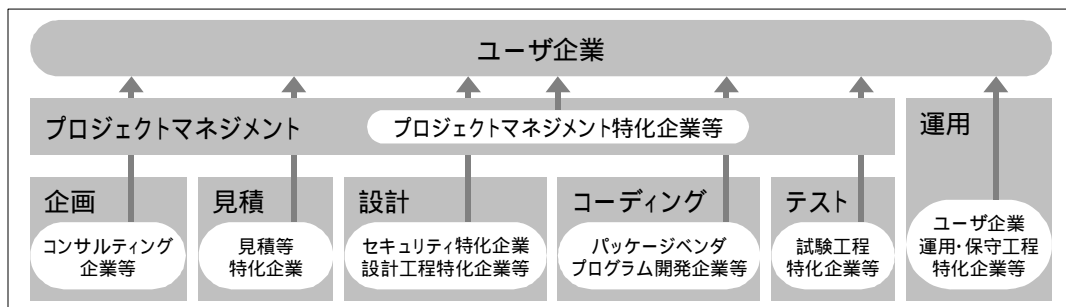 ユーザ企業
プロジェクトマネジメント
プロジェクトマネジメント特化企業等
運用
企画
見積
設計
コーディング
テスト
コンサルティング
企業等
見積等
特化企業
セキュリティ特化企業
設計工程特化企業等
パッケージベンダ
プログラム開発企業等
試験工程
特化企業等
ユーザ企業
運用・保守工程
特化企業等